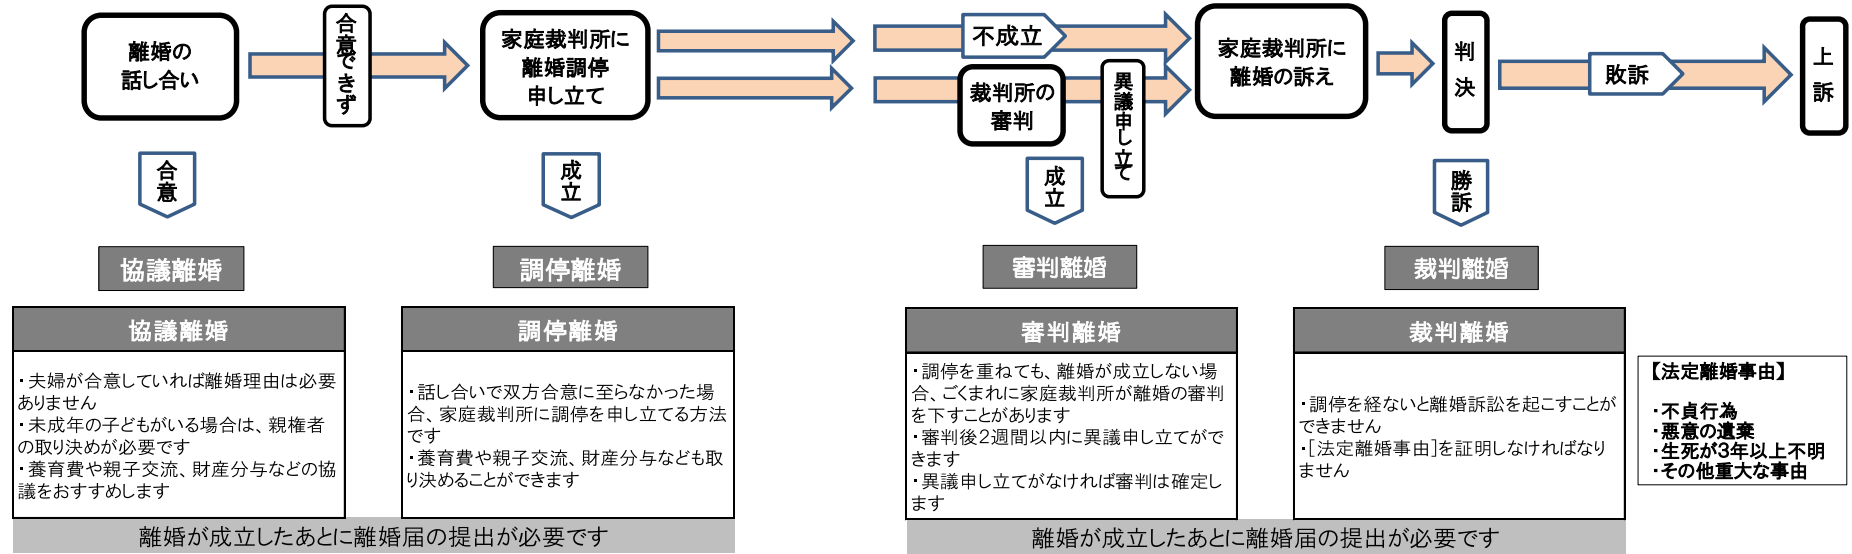 離婚の
話し合い
合意できず
家庭裁判所に
離婚調停
申し立て
不成立
裁判所の
審判
異議申し立て
家庭裁判所に
離婚の訴え
判決
敗訴
上訴
合意
成立
成立
勝訴
協議離婚
調停離婚
審判離婚
裁判離婚
協議離婚
・夫婦が合意していれば離婚理由は必要
ありません
・未成年の子どもがいる場合は、親権者
の取り決めが必要です
・養育費や親子交流、財産分与などの協
議をおすすめします
調停離婚
・話し合いで双方合意に至らなかった場
合、家庭裁判所に調停を申し立てる方法
です
・養育費や親子交流、財産分与なども取
り決めることができます
離婚が成立したあとに離婚届の提出が必要です
審判離婚
・調停を重ねても、離婚が成立しない場
合、ごくまれに家庭裁判所が離婚の審判
を下すことがあります
・審判後2週間以内に異議申し立てがで
きます
・異議申し立てがなければ審判は確定し
ます
裁判離婚
・調停を経ないと離婚訴訟を起こすことが
できません
・[法定離婚事由]を証明しなければなり
ません
離婚が成立したあとに離婚届の提出が必要です
【法定離婚事由】
・不貞行為
・悪意の遺棄
・生死が3年以上不明
・その他重大な事由